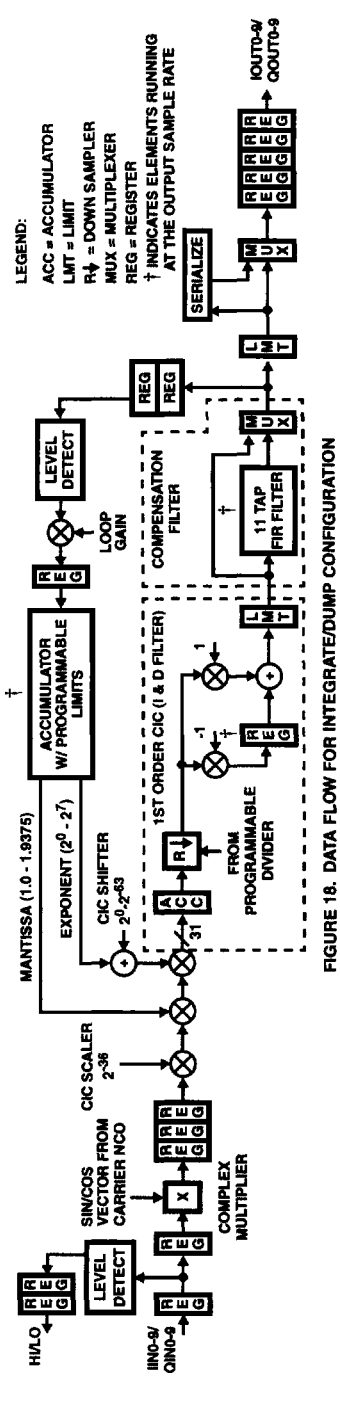 HI/LO
REG
REG
LEVEL
DETECT
IIN0-9/
QIN0-9
REG
SIN/COS
VECTOR FROM
CARRIER NCO
X
COMPLEX
MULTIPLIER
REG
REG
REG
CIC SCALER
2^-36
MANTISSA (1.0 - 1.9375)
EXPONENT (2^0 - 2^7)
CIC SHIFTER
2^0-2^-63
+
31
†
ACCUMULATOR
W/ PROGRAMMABLE
LIMITS
REG
LOOP
GAIN
LEVEL
DETECT
REG
REG
1ST ORDER CIC (I & D FILTER)
ACC
R↓
FROM
PROGRAMMABLE
DIVIDER
-1
1
†
REG
+
LMT
COMPENSATION
FILTER
†
11 TAP
FIR FILTER
MUX
LMT
SERIALIZE
MUX
REG
REG
REG
REG
REG
IOUT0-9/
QOUT0-9
LEGEND:
ACC = ACCUMULATOR
LMT = LIMIT
R↓ = DOWN SAMPLER
MUX = MULTIPLEXER
REG = REGISTER
† INDICATES ELEMENTS RUNNING
AT THE OUTPUT SAMPLE RATE
FIGURE 18. DATA FLOW FOR INTEGRATE/DUMP CONFIGURATION